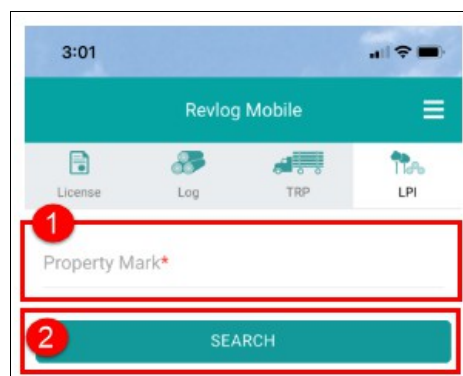 3:01
Revlog Mobile
License Log TRP LPI
1
Property Mark*
2 SEARCH